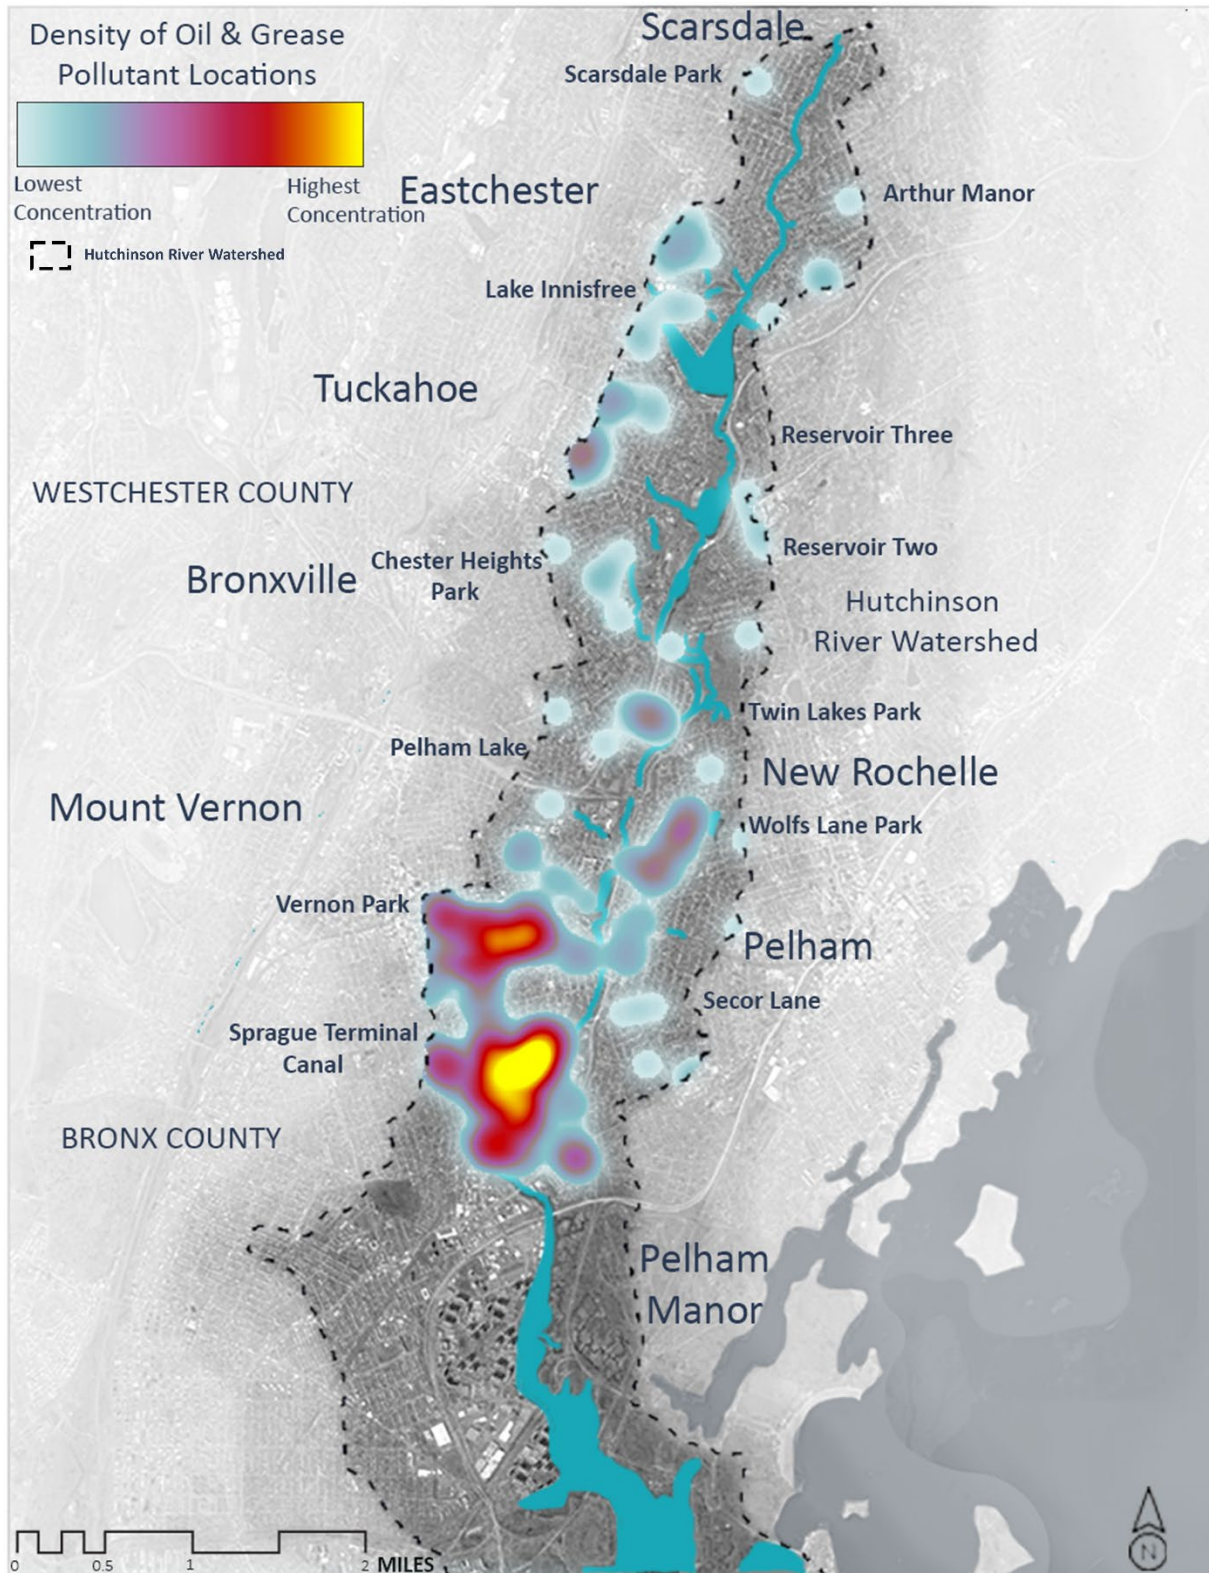 Density of Oil & Grease
Pollutant Locations
Lowest
Concentration
Highest
Concentration
Hutchinson River Watershed
Scarsdale
Scarsdale Park
Eastchester
Arthur Manor
Lake Innisfree
Tuckahoe
Reservoir Three
WESTCHESTER COUNTY
Reservoir Two
Chester Heights
Park
Bronxville
Hutchinson
River Watershed
Twin Lakes Park
Pelham Lake
New Rochelle
Mount Vernon
Wolfs Lane Park
Vernon Park
Pelham
Secor Lane
Sprague Terminal
Canal
BRONX COUNTY
Pelham
Manor
0 0.5 1 2 MILES
N